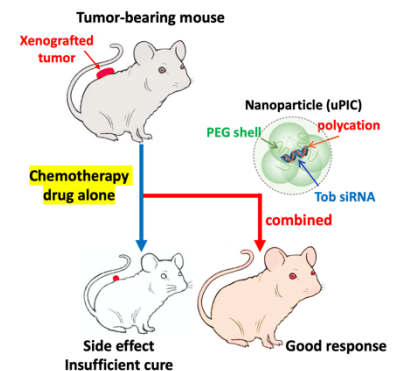 Tumor-bearing mouse
Xenografted
tumor
Nanoparticle (uPIC)
PEG shell
polycation
Tob siRNA
Chemotherapy
drug alone
combined
Side effect
Insufficient cure
Good response